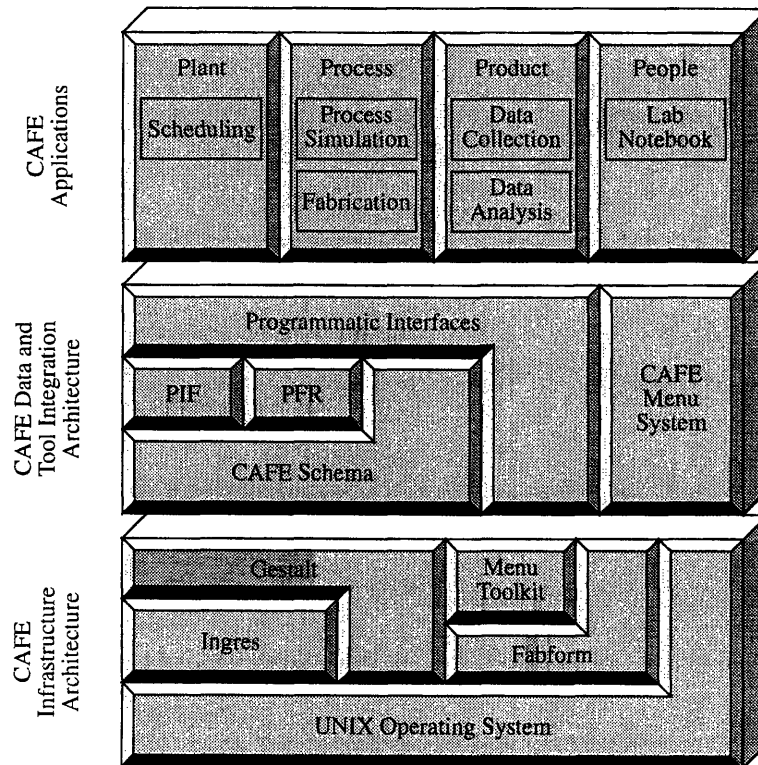 CAFE
Applications
Plant
Process
Product
People
Scheduling
Process
Simulation
Data
Collection
Lab
Notebook
Fabrication
Data
Analysis
CAFE Data and
Tool Integration
Architecture
Programmatic Interfaces
PIF
PFR
CAFE
Menu
System
CAFE Schema
CAFE
Infrastructure
Architecture
Gestalt
Menu
Toolkit
Ingres
Fabform
UNIX Operating System